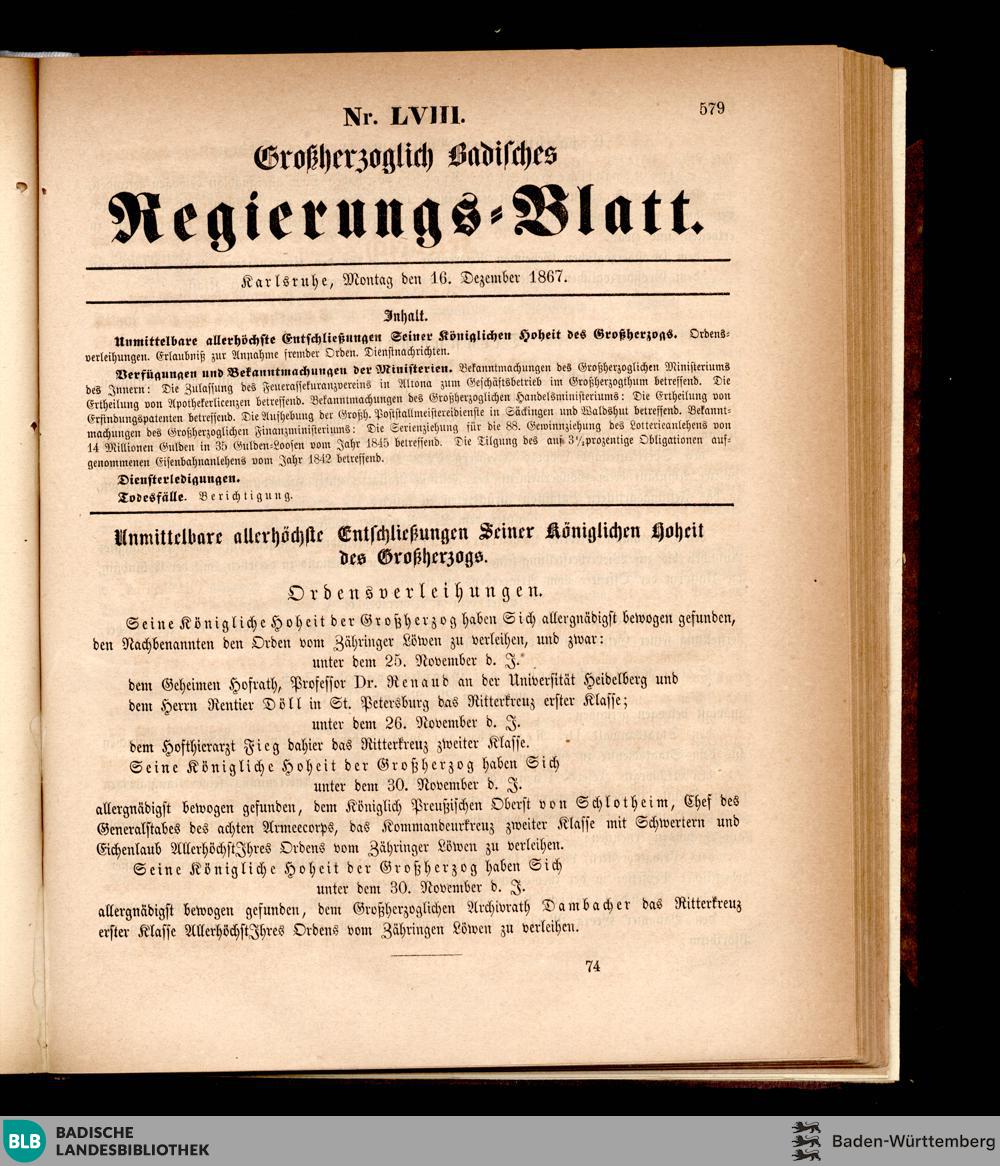 579
Nr. LVIII.
Großherzoglich Badisches
Regierungs-Blatt.
Karlsruhe, Montag den 16. Dezember 1867.
Inhalt.
Unmittelbare allerhöchste Entschließungen Seiner Königlichen Hoheit des Großherzogs. Ordens-
verleihungen. Erlaubniß zur Annahme fremder Orden. Dienstnachrichten.
Verfügungen und Bekanntmachungen der Ministerien. Bekanntmachungen des Großherzoglichen Ministeriums
des Innern: Die Zulassung des Feuerassekuranzvereins in Altona zum Geschäftsbetrieb im Großherzogthum betreffend. Die
Ertheilung von Apothekerlicenzen betreffend. Bekanntmachungen des Großherzoglichen Handelsministeriums: Die Ertheilung von
Erfindungspatenten betreffend. Die Aufhebung der Großh. Poststallmeistereidienste in Säckingen und Waldshut betreffend. Bekannt-
machungen des Großherzoglichen Finanzministeriums: Die Serienziehung für die 88. Gewinnziehung des Lotterieanlehens von
14 Millionen Gulden in 35 Gulden-Loosen vom Jahr 1845 betreffend. Die Tilgung des auf 3½prozentige Obligationen auf-
genommenen Eisenbahnanlehens vom Jahr 1842 betreffend.
Diensterledigungen.
Todesfälle. Berichtigung.
Unmittelbare allerhöchste Entschließungen Seiner Königlichen Hoheit
des Großherzogs.
Ordensverleihungen.
Seine Königliche Hoheit der Großherzog haben Sich allergnädigst bewogen gefunden,
den Nachbenannten den Orden vom Zähringer Löwen zu verleihen, und zwar:
unter dem 25. November d. J.
dem Geheimen Hofrath, Professor Dr. Renaud an der Universität Heidelberg und
dem Herrn Rentier Döll in St. Petersburg das Ritterkreuz erster Klasse;
unter dem 26. November d. J.
dem Hofthierarzt Fieg dahier das Ritterkreuz zweiter Klasse.
Seine Königliche Hoheit der Großherzog haben Sich
unter dem 30. November d. J.
allergnädigst bewogen gefunden, dem Königlich Preußischen Oberst von Schlotheim, Chef des
Generalstabes des achten Armeecorps, das Kommandeurkreuz zweiter Klasse mit Schwertern und
Eichenlaub AllerhöchstIhres Ordens vom Zähringer Löwen zu verleihen.
Seine Königliche Hoheit der Großherzog haben Sich
unter dem 30. November d. J.
allergnädigst bewogen gefunden, dem Großherzoglichen Archivrath Dambacher das Ritterkreuz
erster Klasse AllerhöchstIhres Ordens vom Zähringen Löwen zu verleihen.
74
BLB BADISCHE
LANDESBIBLIOTHEK
Baden-Württemberg